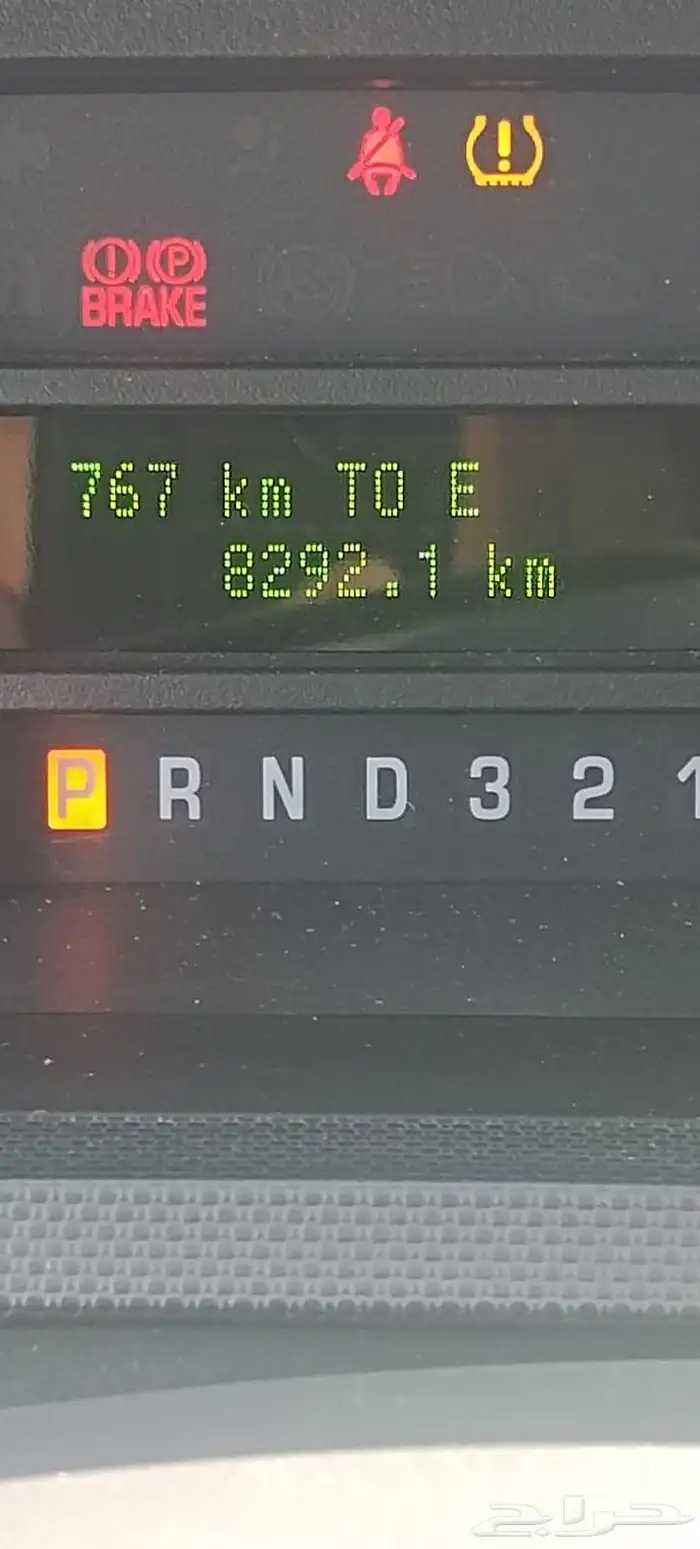 (!) (P)
BRAKE
767 km TO E
8292.1 km
P R N D 3 2 1
حراج